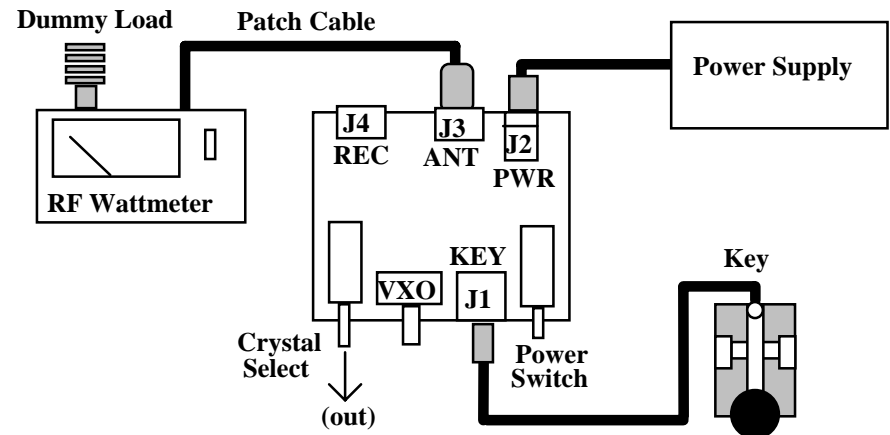 Dummy Load
Patch Cable
Power Supply
J4
J3
J2
REC
ANT
PWR
RF Wattmeter
KEY
Key
VXO
J1
Crystal
Select
Power
Switch
(out)